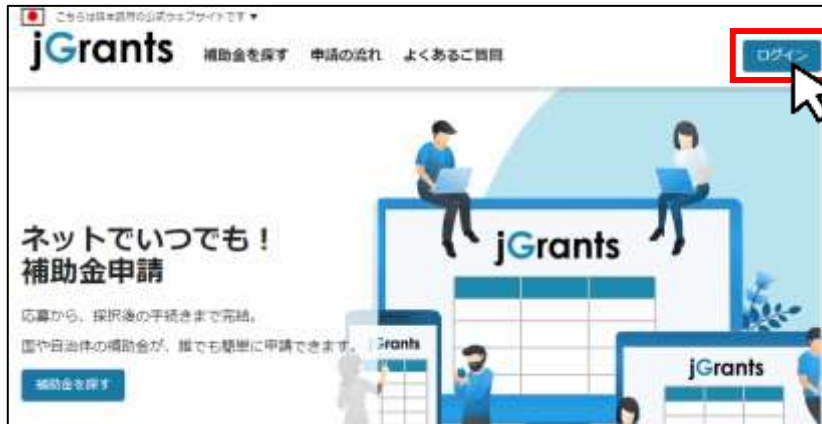 こちらは日本政府の公式ウェブサイトです ▼
jGrants 補助金を探す 申請の流れ よくあるご質問 ログイン
ネットでいつでも！
補助金申請
応募から、採択後の手続きまで完結。
国や自治体の補助金が、誰でも簡単に申請できます。
補助金を探す
jGrants
jGrants
jGrants